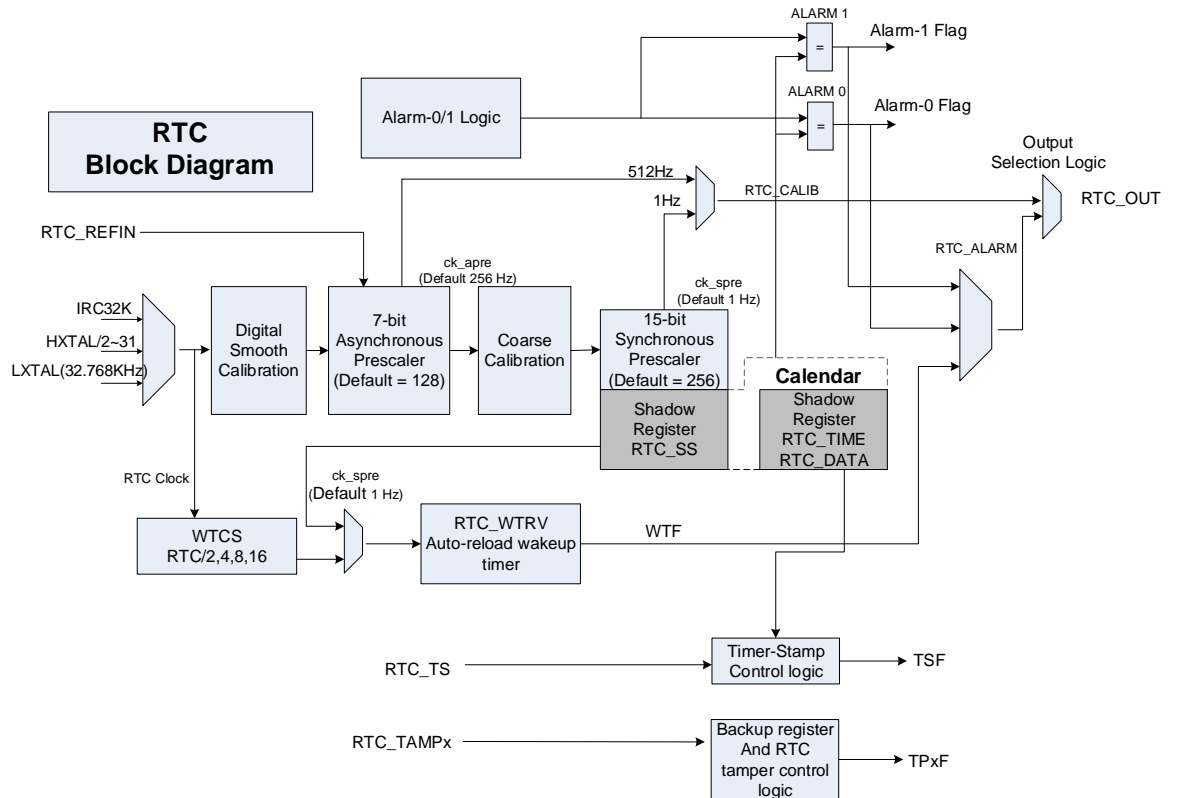 ALARM 1
Alarm-1 Flag
=
ALARM 0
Alarm-0 Flag
=
Alarm-0/1 Logic
RTC
Block Diagram
Output
Selection Logic
512Hz
RTC_CALIB
RTC_OUT
1Hz
RTC_REFIN
RTC_ALARM
ck_apre
(Default 256 Hz)
ck_spre
(Default 1 Hz)
IRC32K
HXTAL/2~31
LXTAL(32.768KHz)
Digital
Smooth
Calibration
7-bit
Asynchronous
Prescaler
(Default = 128)
Coarse
Calibration
15-bit
Synchronous
Prescaler
(Default = 256)
Calendar
Shadow
Register
RTC_SS
Shadow
Register
RTC_TIME
RTC_DATA
RTC Clock
ck_spre
(Default 1 Hz)
WTCS
RTC/2,4,8,16
RTC_WTRV
Auto-reload wakeup
timer
WTF
RTC_TS
Timer-Stamp
Control logic
TSF
RTC_TAMPx
Backup register
And RTC
tamper control
logic
TPxF